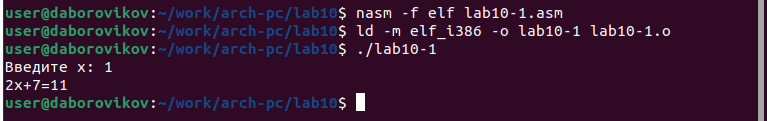 user@daborovikov:~/work/arch-pc/lab10$ nasm -f elf lab10-1.asm
user@daborovikov:~/work/arch-pc/lab10$ ld -m elf_i386 -o lab10-1 lab10-1.o
user@daborovikov:~/work/arch-pc/lab10$ ./lab10-1
Введите x: 1
2x+7=11
user@daborovikov:~/work/arch-pc/lab10$